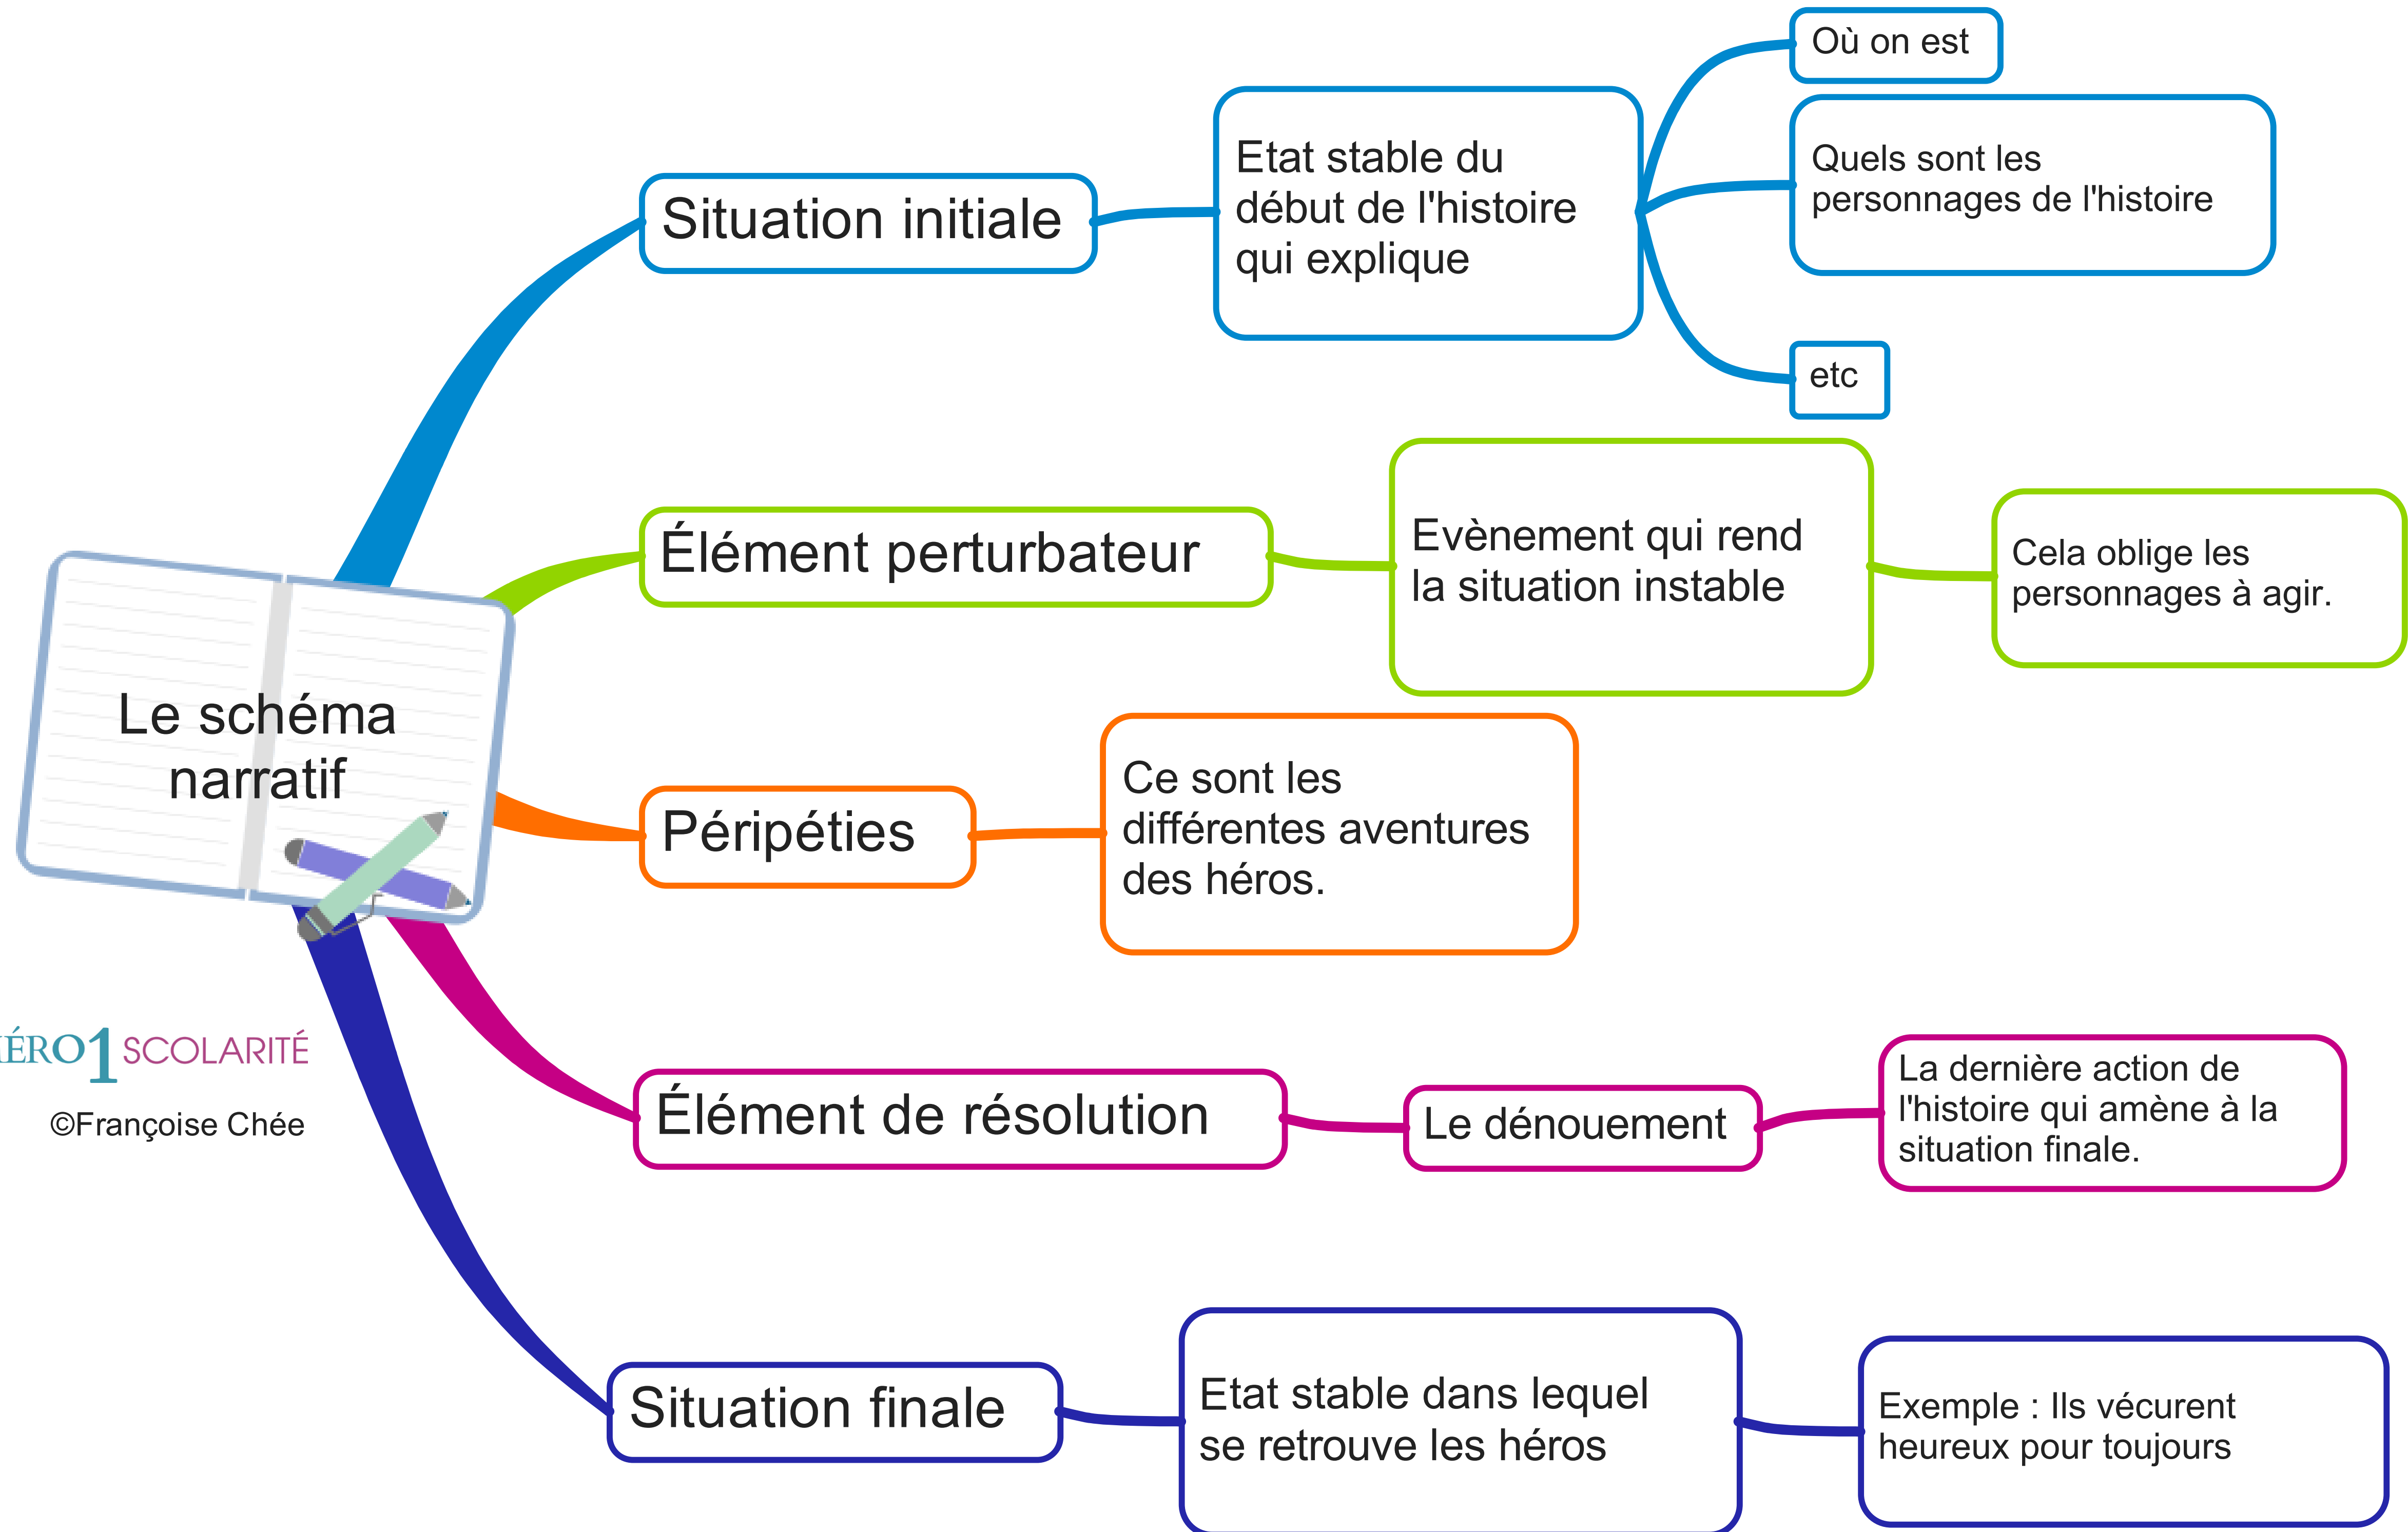 Le schéma
narratif
Situation initiale
Etat stable du
début de l'histoire
qui explique
Où on est
Quels sont les
personnages de l'histoire
etc
Élément perturbateur
Evènement qui rend
la situation instable
Cela oblige les
personnages à agir.
Péripéties
Ce sont les
différentes aventures
des héros.
Élément de résolution
Le dénouement
La dernière action de
l'histoire qui amène à la
situation finale.
Situation finale
Etat stable dans lequel
se retrouve les héros
Exemple : Ils vécurent
heureux pour toujours
ÉRO1 SCOLARITÉ
©Françoise Chée